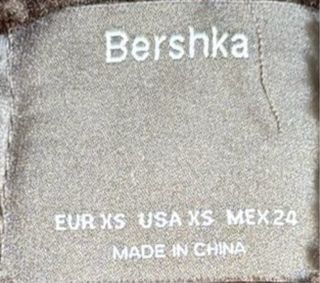 Bershka
EUR XS USA XS MEX 24
MADE IN CHINA